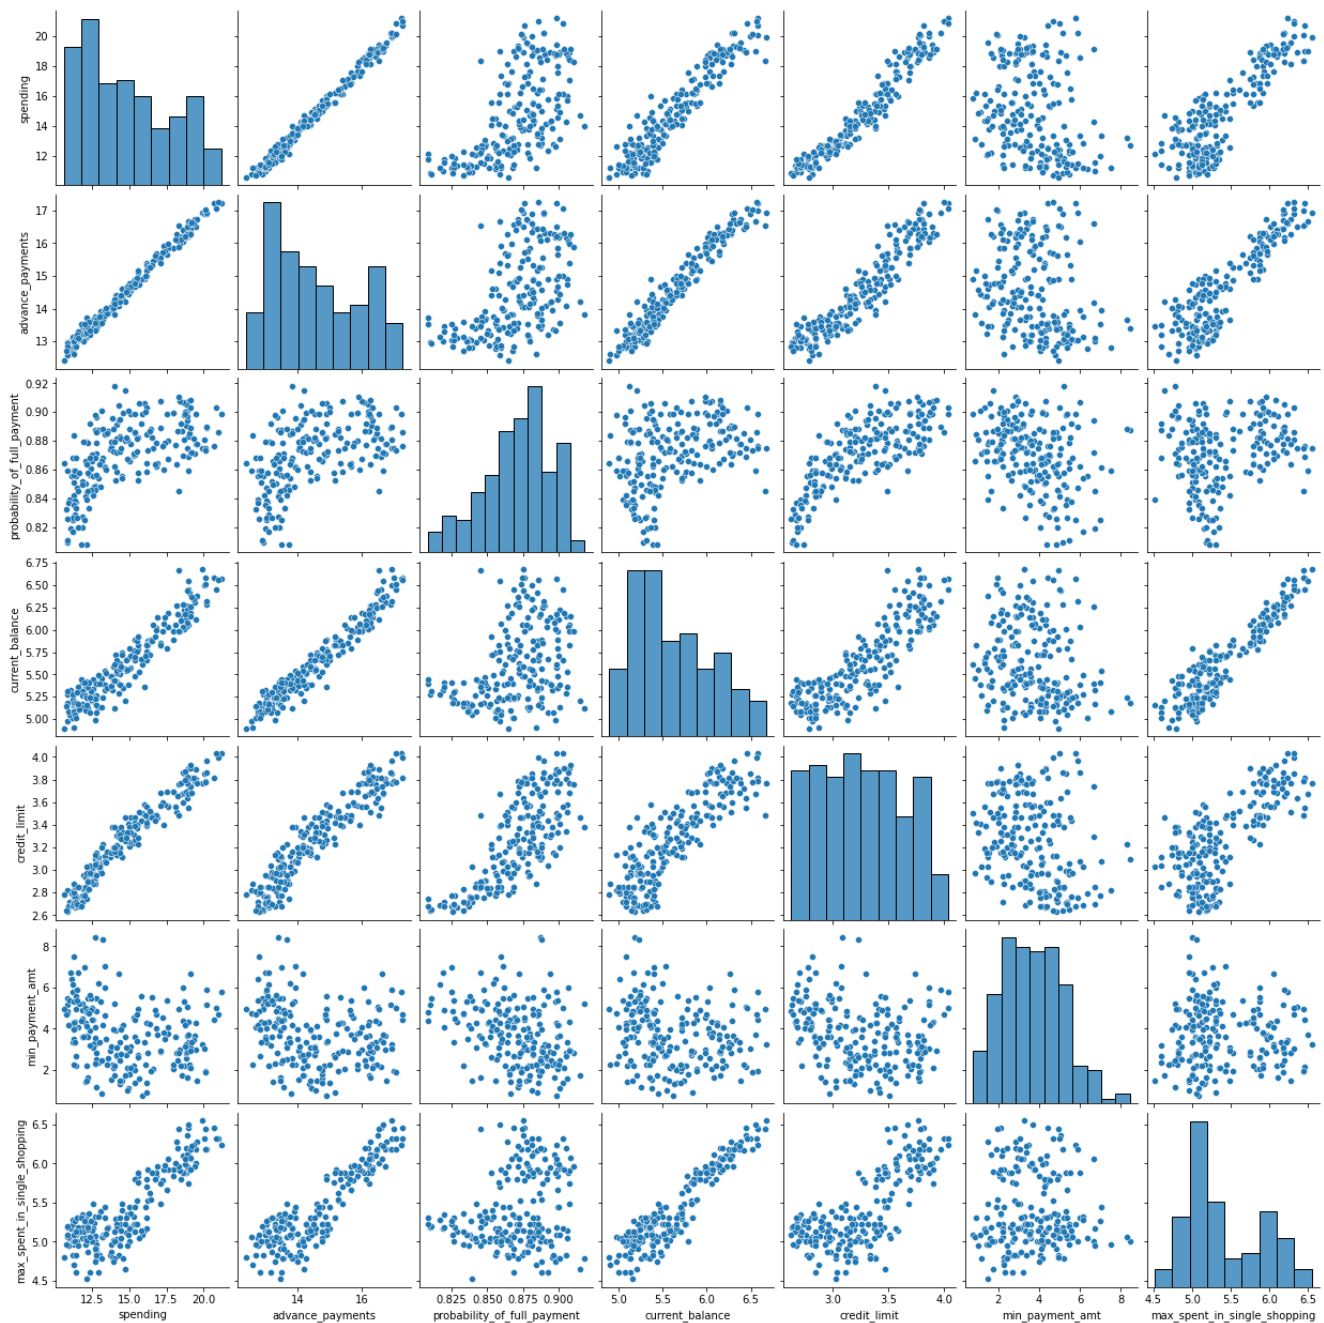 20
18
16
14
12
spending
17
16
15
14
13
advance_payments
0.92
0.90
0.88
0.86
0.84
0.82
probability_of_full_payment
6.75
6.50
6.25
6.00
5.75
5.50
5.25
5.00
current_balance
4.0
3.8
3.6
3.4
3.2
3.0
2.8
2.6
credit_limit
8
6
4
2
min_payment_amt
6.5
6.0
5.5
5.0
4.5
max_spent_in_single_shopping
12.5 15.0 17.5 20.0
spending
14 16
advance_payments
0.825 0.850 0.875 0.900
probability_of_full_payment
5.0 5.5 6.0 6.5
current_balance
3.0 3.5 4.0
credit_limit
2 4 6 8
min_payment_amt
4.5 5.0 5.5 6.0 6.5
max_spent_in_single_shopping